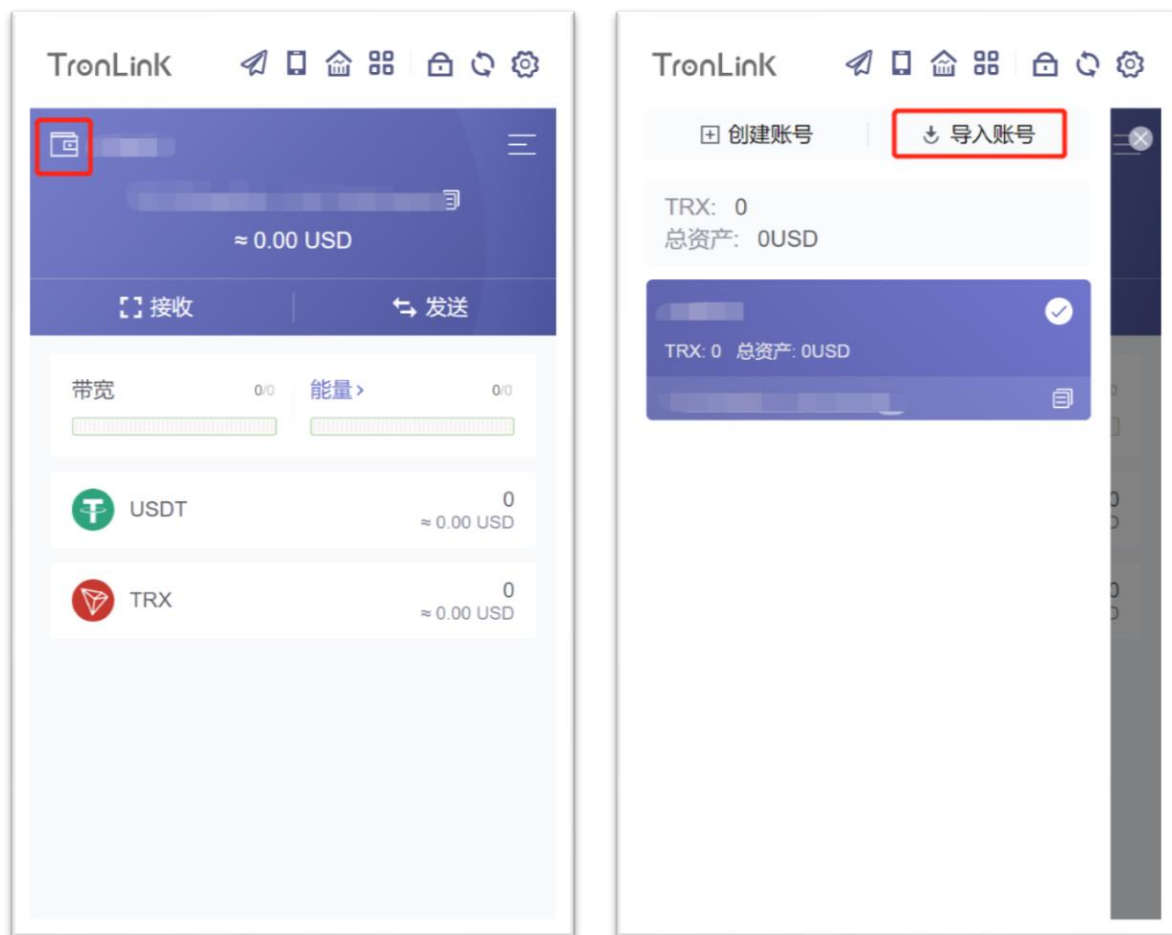 TronLink
≈ 0.00 USD
接收 发送
带宽 0/0 能量 > 0/0
USDT 0
≈ 0.00 USD
TRX 0
≈ 0.00 USD
TronLink
创建账号 导入账号
TRX: 0
总资产: 0USD
TRX: 0 总资产: 0USD